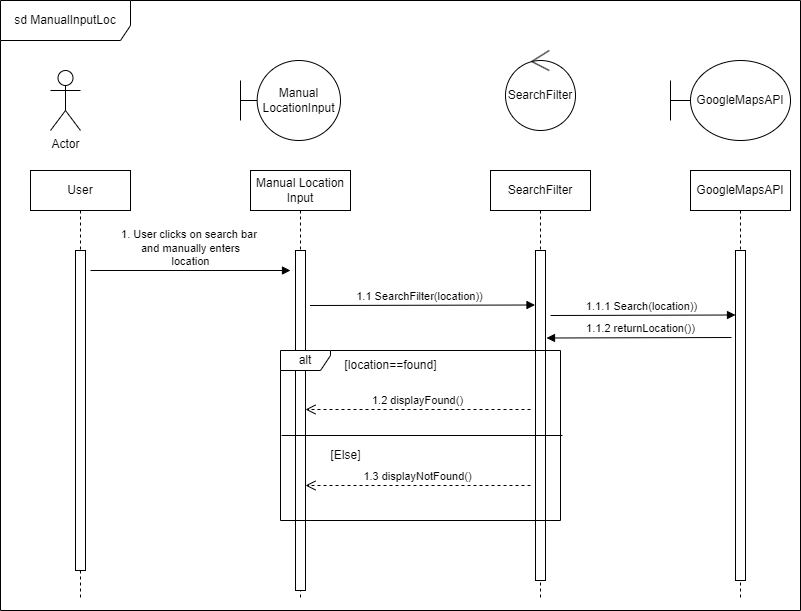 sd ManualInputLoc
Actor
Manual
LocationInput
SearchFilter
GoogleMapsAPI
User
Manual Location
Input
SearchFilter
GoogleMapsAPI
1. User clicks on search bar
and manually enters
location
1.1 SearchFilter(location))
1.1.1 Search(location))
1.1.2 returnLocation())
alt
[location==found]
1.2 displayFound()
[Else]
1.3 displayNotFound()